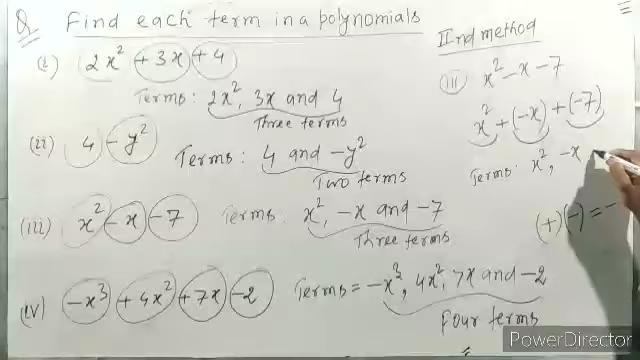 Q. Find each term in a polynomials
(i) 2x² + 3x + 4
Terms: 2x², 3x and 4
Three terms
(ii) 4 - y²
Terms: 4 and -y²
Two terms
(iii) x² - x - 7
Terms: x², -x and -7
Three terms
(iv) -x³ + 4x² + 7x - 2
Terms = -x³, 4x², 7x and -2
Four terms
IInd method
(iii) x² - x - 7
x² + (-x) + (-7)
Terms: x², -x
(+)(-) = -
PowerDirector